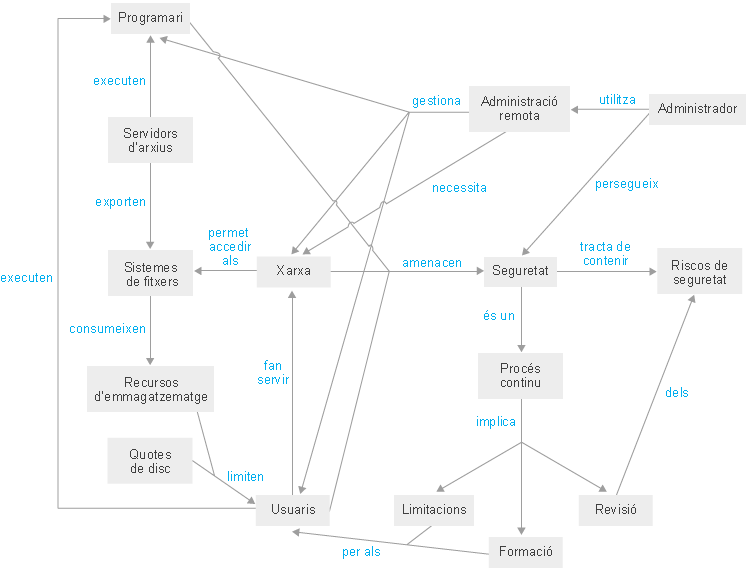 Programari
executen
gestiona
Administració
remota
utilitza
Administrador
Servidors
d'arxius
necessita
persegueix
exporten
permet
accedir
als
tracta de
contenir
Sistemes
de fitxers
Xarxa
amenacen
Seguretat
Riscos de
seguretat
executen
consumeixen
és un
fan
servir
Procés
continu
Recursos
d'emmagatzematge
dels
implica
Quotes
de disc
limiten
Usuaris
Limitacions
Revisió
per als
Formació